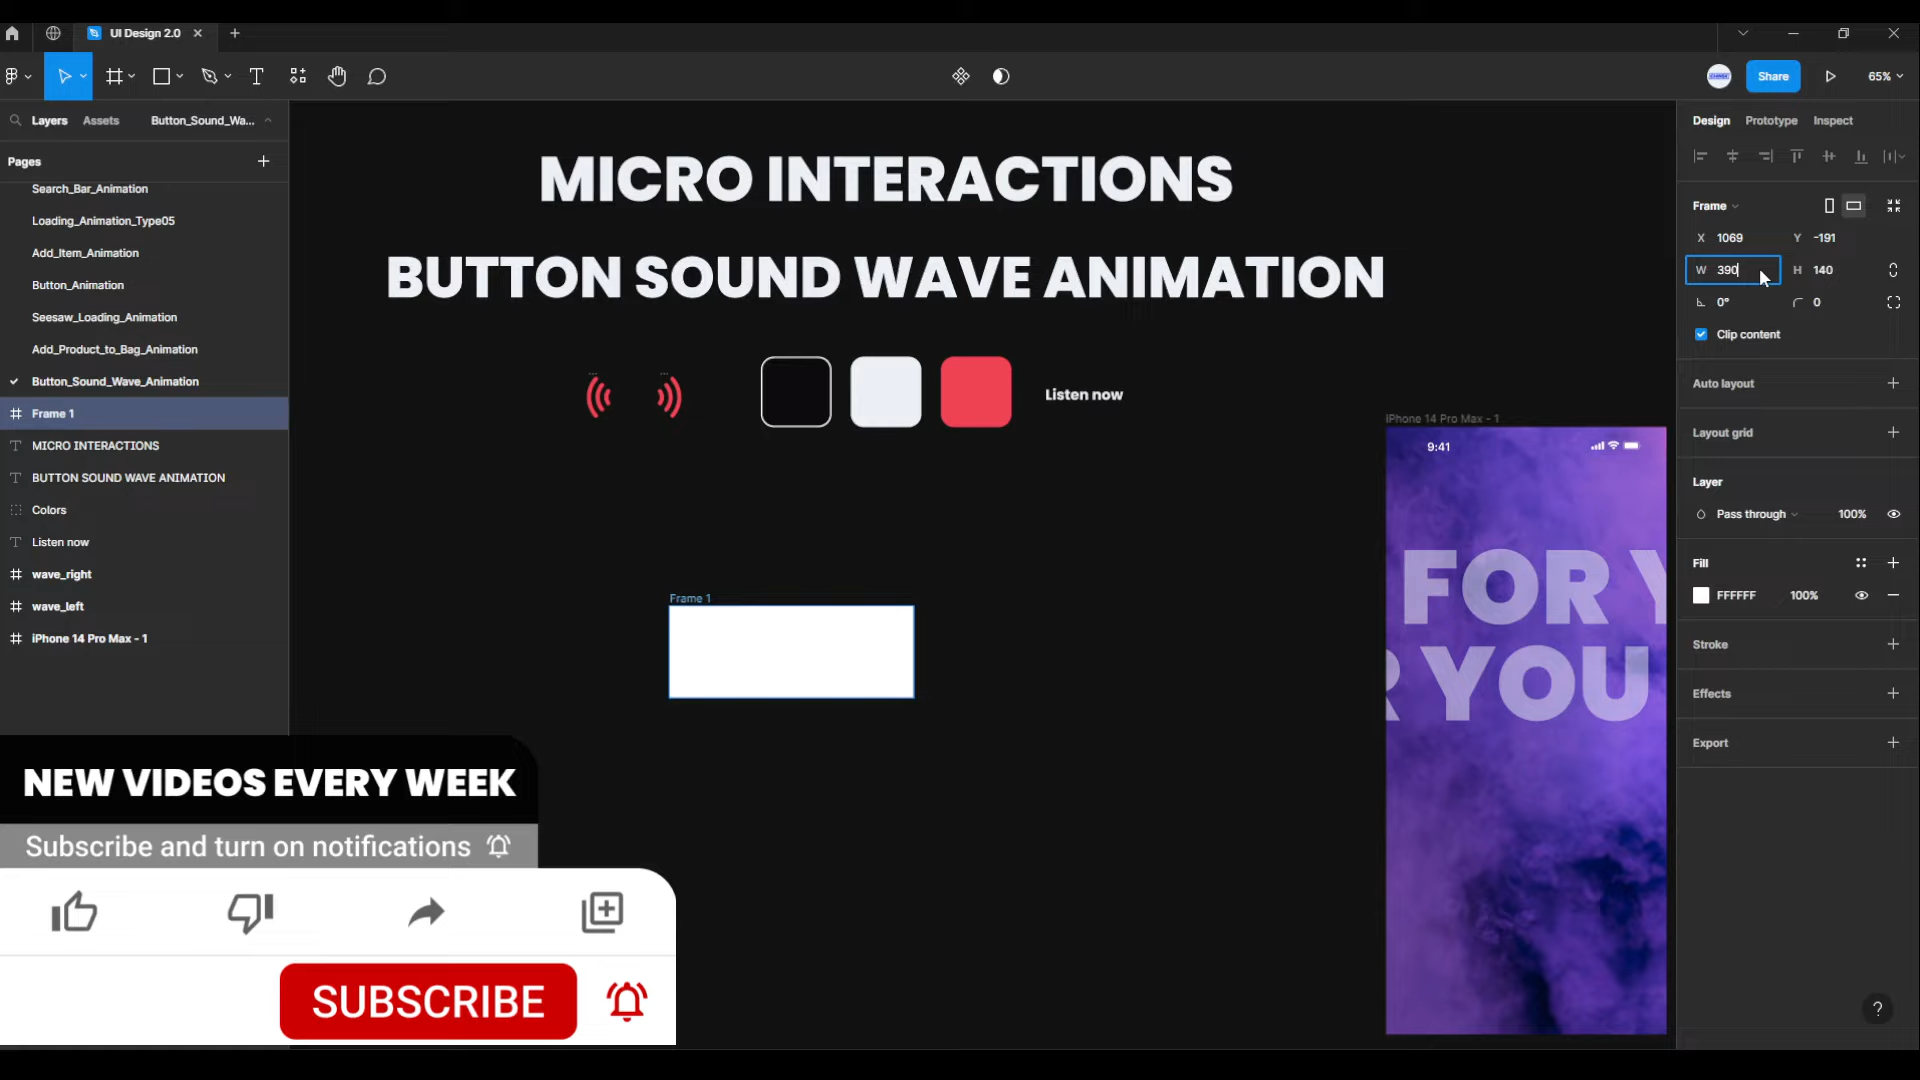 UI Design 2.0
Share
65%
Layers
Assets
Button_Sound_Wa...
Pages
Search_Bar_Animation
Loading_Animation_Type05
Add_Item_Animation
Button_Animation
Seesaw_Loading_Animation
Add_Product_to_Bag_Animation
Button_Sound_Wave_Animation
Frame 1
MICRO INTERACTIONS
BUTTON SOUND WAVE ANIMATION
Colors
Listen now
wave_right
wave_left
iPhone 14 Pro Max - 1
MICRO INTERACTIONS
BUTTON SOUND WAVE ANIMATION
Listen now
iPhone 14 Pro Max - 1
9:41
FOR Y
R YOU
Frame 1
NEW VIDEOS EVERY WEEK
Subscribe and turn on notifications
SUBSCRIBE
Design
Prototype
Inspect
Frame
X 1069
Y -191
W 390
H 140
0°
0
Clip content
Auto layout
Layout grid
Layer
Pass through
100%
Fill
FFFFFF
100%
Stroke
Effects
Export
?